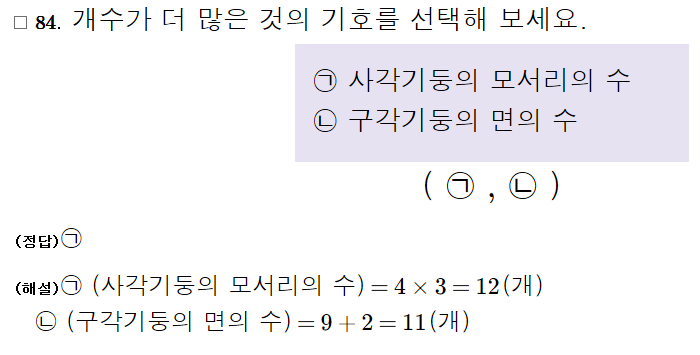 □ 84. 개수가 더 많은 것의 기호를 선택해 보세요.
㉠ 사각기둥의 모서리의 수
㉡ 구각기둥의 면의 수
( ㉠ , ㉡ )
(정답)㉠
(해설)㉠ (사각기둥의 모서리의 수) = 4 × 3 = 12(개)
㉡ (구각기둥의 면의 수) = 9 + 2 = 11(개)